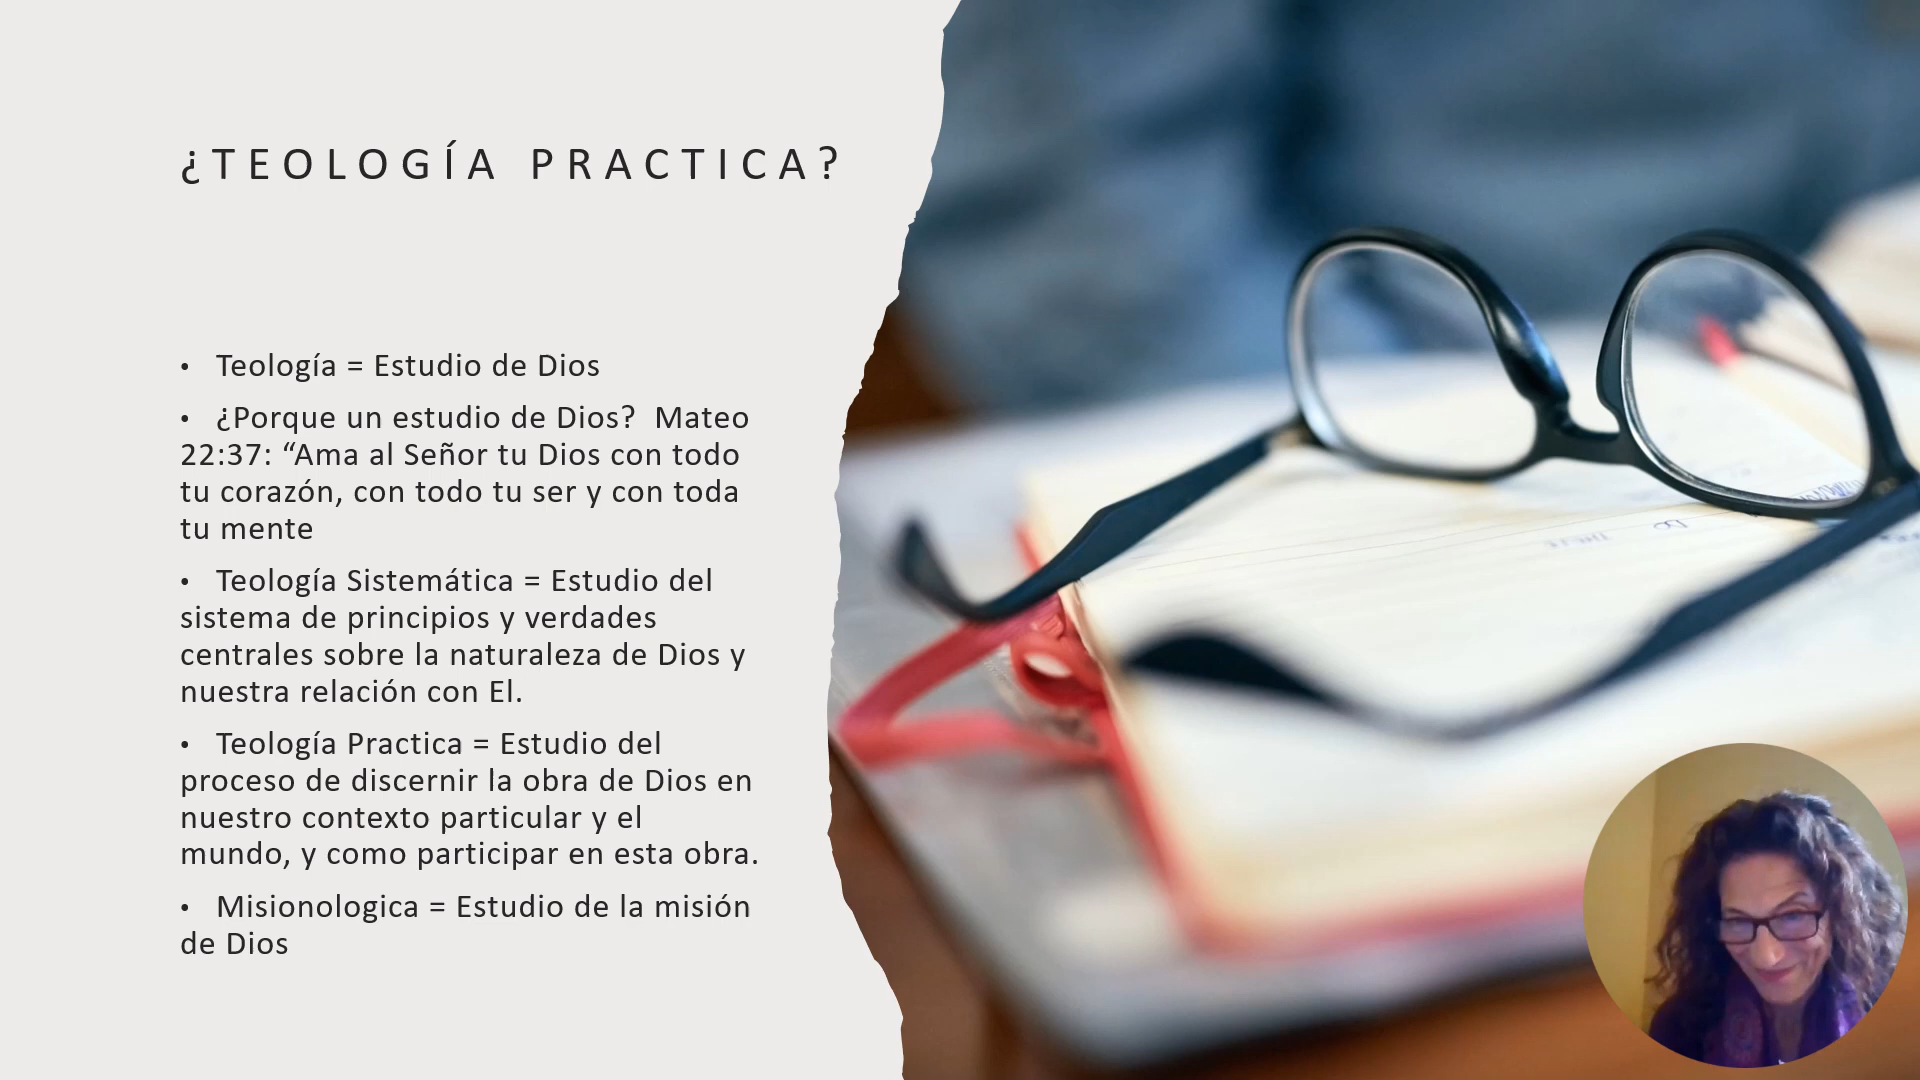 ¿TEOLOGÍA PRACTICA?
• Teología = Estudio de Dios
• ¿Porque un estudio de Dios?  Mateo
22:37: “Ama al Señor tu Dios con todo
tu corazón, con todo tu ser y con toda
tu mente
• Teología Sistemática = Estudio del
sistema de principios y verdades
centrales sobre la naturaleza de Dios y
nuestra relación con El.
• Teología Practica = Estudio del
proceso de discernir la obra de Dios en
nuestro contexto particular y el
mundo, y como participar en esta obra.
• Misionologica = Estudio de la misión
de Dios